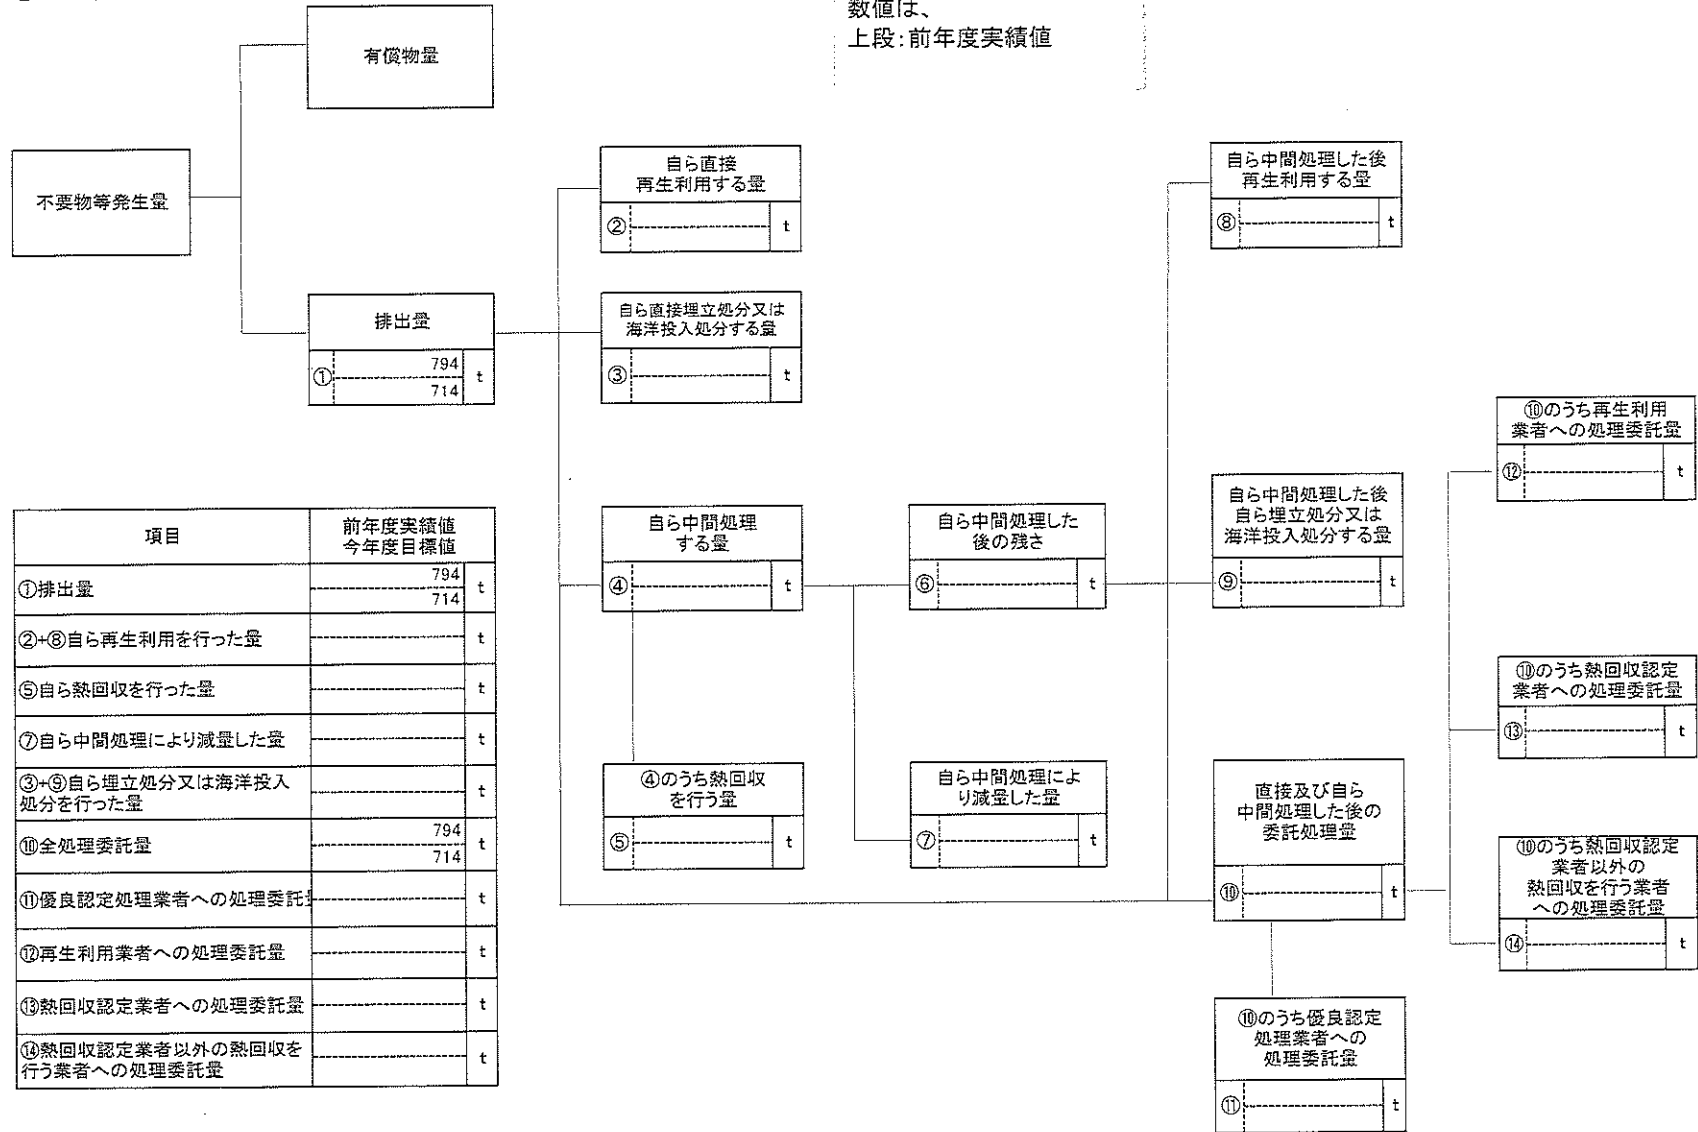 数値は、
上段:前年度実績値
有償物量
不要物等発生量
排出量
① 794 t
714
自ら直接
再生利用する量
② t
自ら直接埋立処分又は
海洋投入処分する量
③ t
自ら中間処理
する量
④ t
④のうち熱回収
を行う量
⑤ t
自ら中間処理した
後の残さ
⑥ t
自ら中間処理によ
り減量した量
⑦ t
自ら中間処理した後
再生利用する量
⑧ t
自ら中間処理した後
自ら埋立処分又は
海洋投入処分する量
⑨ t
直接及び自ら
中間処理した後の
委託処理量
⑩ t
⑩のうち優良認定
処理業者への
処理委託量
⑪ t
⑩のうち再生利用
業者への処理委託量
⑫ t
⑩のうち熱回収認定
業者への処理委託量
⑬ t
⑩のうち熱回収認定
業者以外の
熱回収を行う業者
への処理委託量
⑭ t
項目 前年度実績値
今年度目標値
①排出量 794 t
714
②+⑧自ら再生利用を行った量 t
⑤自ら熱回収を行った量 t
⑦自ら中間処理により減量した量 t
③+⑨自ら埋立処分又は海洋投入
処分を行った量 t
⑩全処理委託量 794 t
714
⑪優良認定処理業者への処理委託 t
⑫再生利用業者への処理委託量 t
⑬熱回収認定業者への処理委託量 t
⑭熱回収認定業者以外の熱回収を
行う業者への処理委託量 t